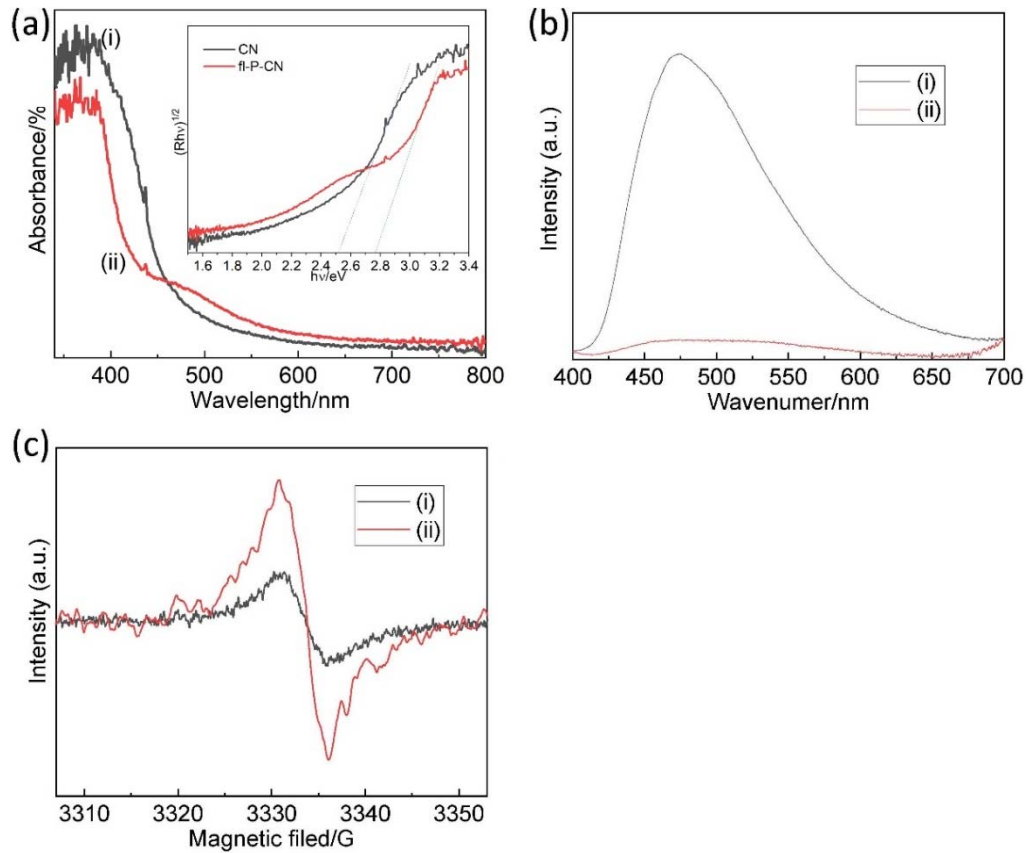 (a)
(i)
(ii)
Absorbance/%
400 500 600 700 800
Wavelength/nm
CN
fl-P-CN
(Rhv)1/2
1.6 1.8 2.0 2.2 2.4 2.6 2.8 3.0 3.2 3.4
hν/eV
(b)
(i)
(ii)
Intensity (a.u.)
400 450 500 550 600 650 700
Wavenumer/nm
(c)
(i)
(ii)
Intensity (a.u.)
3310 3320 3330 3340 3350
Magnetic filed/G